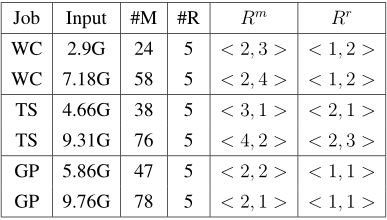 Job Input #M #R R^m R^r
WC 2.9G 24 5 < 2, 3 > < 1, 2 >
WC 7.18G 58 5 < 2, 4 > < 1, 2 >
TS 4.66G 38 5 < 3, 1 > < 2, 1 >
TS 9.31G 76 5 < 4, 2 > < 2, 3 >
GP 5.86G 47 5 < 2, 2 > < 1, 1 >
GP 9.76G 78 5 < 2, 1 > < 1, 1 >